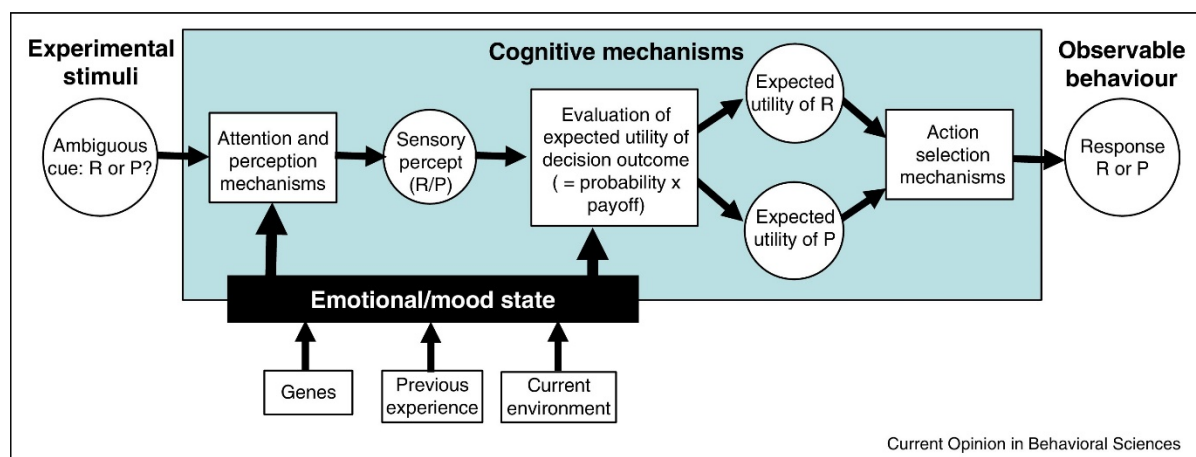 Experimental
stimuli
Cognitive mechanisms
Observable
behaviour
Ambiguous
cue: R or P?
Attention and
perception
mechanisms
Sensory
percept
(R/P)
Evaluation of
expected utility of
decision outcome
( = probability x
payoff)
Expected
utility of R
Expected
utility of P
Action
selection
mechanisms
Response
R or P
Emotional/mood state
Genes
Previous
experience
Current
environment
Current Opinion in Behavioral Sciences